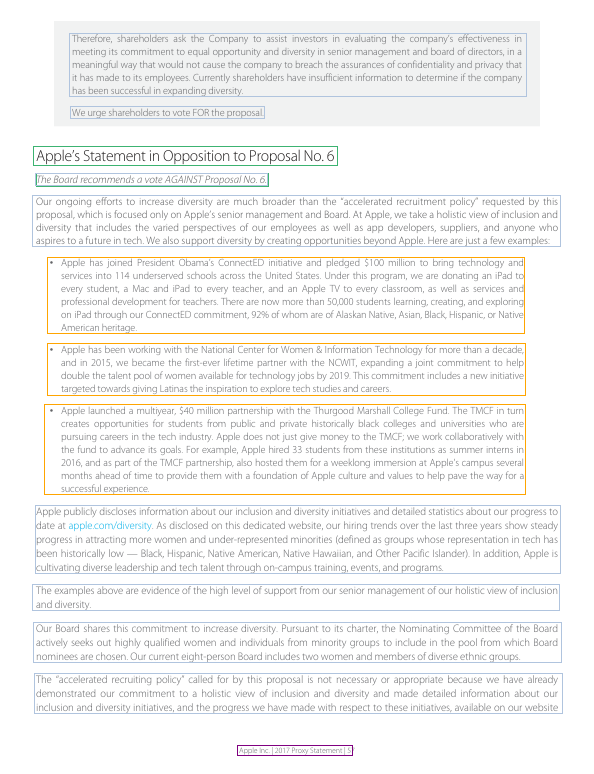 Therefore, shareholders ask the Company to assist investors in evaluating the company's effectiveness in
meeting its commitment to equal opportunity and diversity in senior management and board of directors, in a
meaningful way that would not cause the company to breach the assurances of confidentiality and privacy that
it has made to its employees. Currently shareholders have insufficient information to determine if the company
has been successful in expanding diversity.
We urge shareholders to vote FOR the proposal.
Apple's Statement in Opposition to Proposal No. 6
The Board recommends a vote AGAINST Proposal No. 6.
Our ongoing efforts to increase diversity are much broader than the "accelerated recruitment policy" requested by this
proposal, which is focused only on Apple's senior management and Board. At Apple, we take a holistic view of inclusion and
diversity that includes the varied perspectives of our employees as well as app developers, suppliers, and anyone who
aspires to a future in tech. We also support diversity by creating opportunities beyond Apple. Here are just a few examples:
• Apple has joined President Obama's ConnectED initiative and pledged $100 million to bring technology and
services into 114 underserved schools across the United States. Under this program, we are donating an iPad to
every student, a Mac and iPad to every teacher, and an Apple TV to every classroom, as well as services and
professional development for teachers. There are now more than 50,000 students learning, creating, and exploring
on iPad through our ConnectED commitment, 92% of whom are of Alaskan Native, Asian, Black, Hispanic, or Native
American heritage.
• Apple has been working with the National Center for Women & Information Technology for more than a decade,
and in 2015, we became the first-ever lifetime partner with the NCWIT, expanding a joint commitment to help
double the talent pool of women available for technology jobs by 2019. This commitment includes a new initiative
targeted towards giving Latinas the inspiration to explore tech studies and careers.
• Apple launched a multiyear, $40 million partnership with the Thurgood Marshall College Fund. The TMCF in turn
creates opportunities for students from public and private historically black colleges and universities who are
pursuing careers in the tech industry. Apple does not just give money to the TMCF; we work collaboratively with
the fund to advance its goals. For example, Apple hired 33 students from these institutions as summer interns in
2016, and as part of the TMCF partnership, also hosted them for a weeklong immersion at Apple's campus several
months ahead of time to provide them with a foundation of Apple culture and values to help pave the way for a
successful experience.
Apple publicly discloses information about our inclusion and diversity initiatives and detailed statistics about our progress to
date at apple.com/diversity. As disclosed on this dedicated website, our hiring trends over the last three years show steady
progress in attracting more women and under-represented minorities (defined as groups whose representation in tech has
been historically low — Black, Hispanic, Native American, Native Hawaiian, and Other Pacific Islander). In addition, Apple is
cultivating diverse leadership and tech talent through on-campus training, events, and programs.
The examples above are evidence of the high level of support from our senior management of our holistic view of inclusion
and diversity.
Our Board shares this commitment to increase diversity. Pursuant to its charter, the Nominating Committee of the Board
actively seeks out highly qualified women and individuals from minority groups to include in the pool from which Board
nominees are chosen. Our current eight-person Board includes two women and members of diverse ethnic groups.
The "accelerated recruiting policy" called for by this proposal is not necessary or appropriate because we have already
demonstrated our commitment to a holistic view of inclusion and diversity and made detailed information about our
inclusion and diversity initiatives, and the progress we have made with respect to these initiatives, available on our website
Apple Inc. | 2017 Proxy Statement | 5